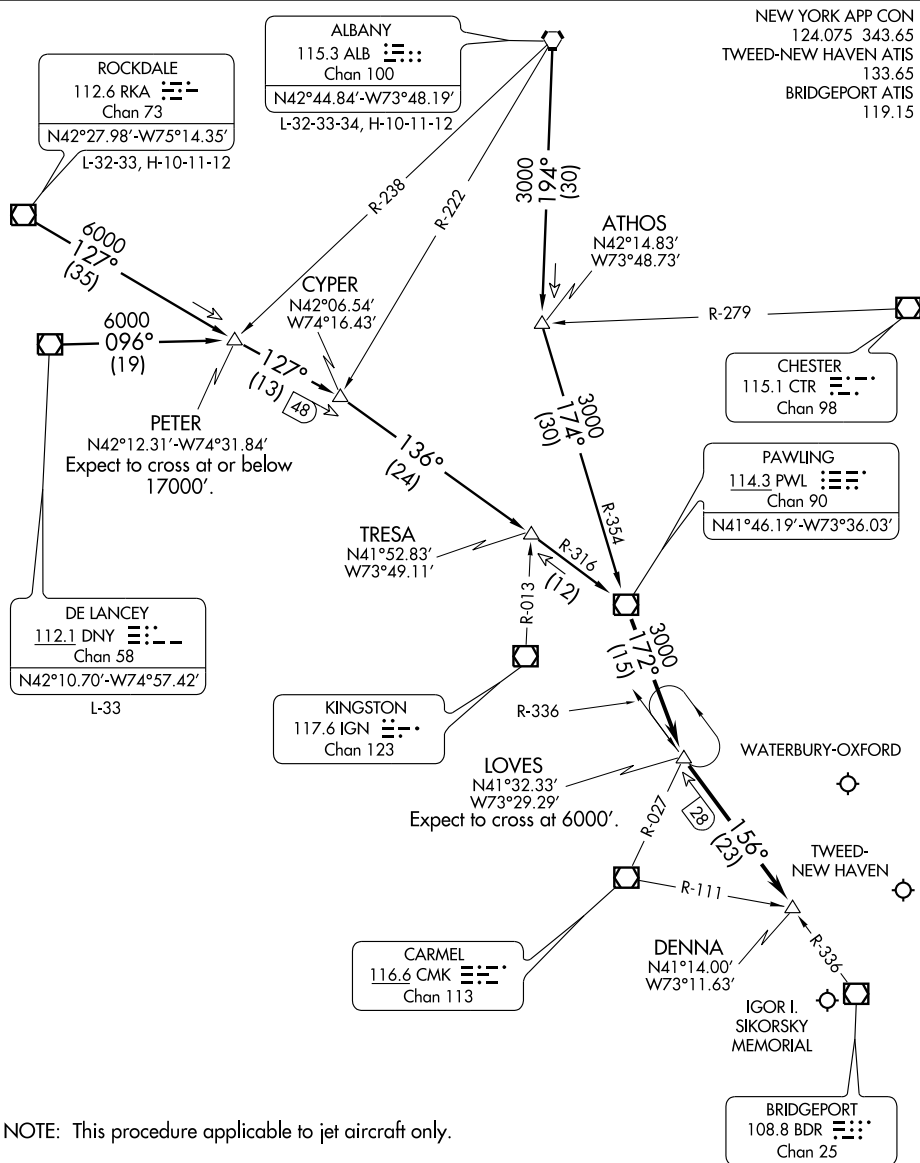 NEW YORK APP CON
124.075 343.65
TWEED-NEW HAVEN ATIS
133.65
BRIDGEPORT ATIS
119.15
ALBANY
115.3 ALB
Chan 100
N42°44.84’-W73°48.19’
L-32-33-34, H-10-11-12
ROCKDALE
112.6 RKA
Chan 73
N42°27.98’-W75°14.35’
L-32-33, H-10-11-12
R-238
R-222
3000
194°
(30)
6000
127°
(35)
ATHOS
N42°14.83’
W73°48.73’
CYPER
N42°06.54’
W74°16.43’
R-279
6000
096°
(19)
127°
(13)
48
CHESTER
115.1 CTR
Chan 98
PETER
N42°12.31’-W74°31.84’
Expect to cross at or below
17000’.
136°
(24)
3000
174°
(30)
R-354
PAWLING
114.3 PWL
Chan 90
N41°46.19’-W73°36.03’
TRESA
N41°52.83’
W73°49.11’
R-316
(12)
R-013
DE LANCEY
112.1 DNY
Chan 58
N42°10.70’-W74°57.42’
L-33
3000
172°
(15)
KINGSTON
117.6 IGN
Chan 123
R-336
LOVES
N41°32.33’
W73°29.29’
Expect to cross at 6000’.
WATERBURY-OXFORD
R-027
28
156°
(23)
TWEED-
NEW HAVEN
R-111
CARMEL
116.6 CMK
Chan 113
DENNA
N41°14.00’
W73°11.63’
R-336
IGOR I.
SIKORSKY
MEMORIAL
BRIDGEPORT
108.8 BDR
Chan 25
NOTE: This procedure applicable to jet aircraft only.